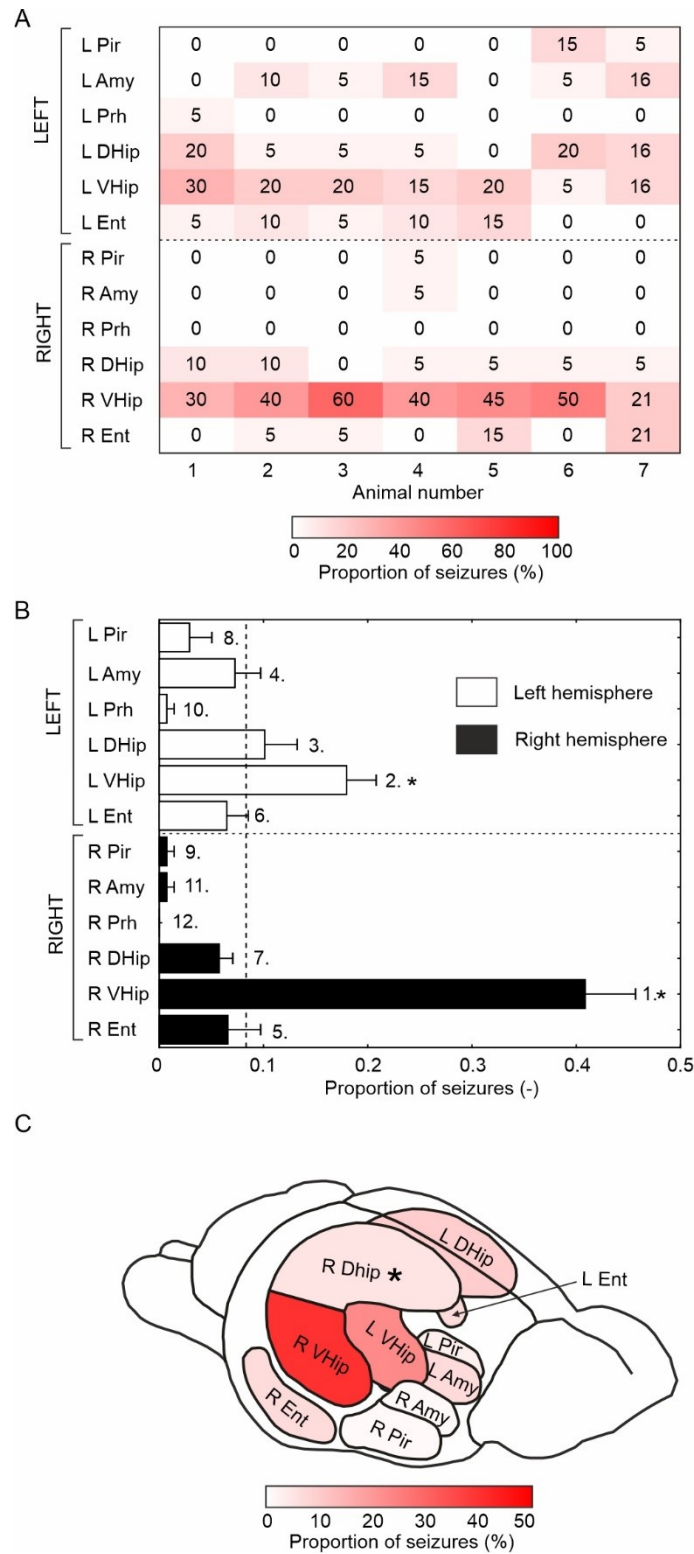 A
LEFT
L Pir 0 0 0 0 0 15 5
L Amy 0 10 5 15 0 5 16
L Prh 5 0 0 0 0 0 0
L DHip 20 5 5 5 0 20 16
L VHip 30 20 20 15 20 5 16
L Ent 5 10 5 10 15 0 0
RIGHT
R Pir 0 0 0 5 0 0 0
R Amy 0 0 0 5 0 0 0
R Prh 0 0 0 0 0 0 0
R DHip 10 10 0 5 5 5 5
R VHip 30 40 60 40 45 50 21
R Ent 0 5 5 0 15 0 21
1 2 3 4 5 6 7
Animal number
0 20 40 60 80 100
Proportion of seizures (%)
B
LEFT
L Pir 8.
L Amy 4.
L Prh 10.
L DHip 3.
L VHip 2. *
L Ent 6.
Left hemisphere
Right hemisphere
RIGHT
R Pir 9.
R Amy 11.
R Prh 12.
R DHip 7.
R VHip 1.*
R Ent 5.
0 0.1 0.2 0.3 0.4 0.5
Proportion of seizures (-)
C
L DHip
R Dhip *
L Ent
L VHip
R VHip
L Pir
L Amy
R Amy
R Ent
R Pir
0 10 20 30 40 50
Proportion of seizures (%)